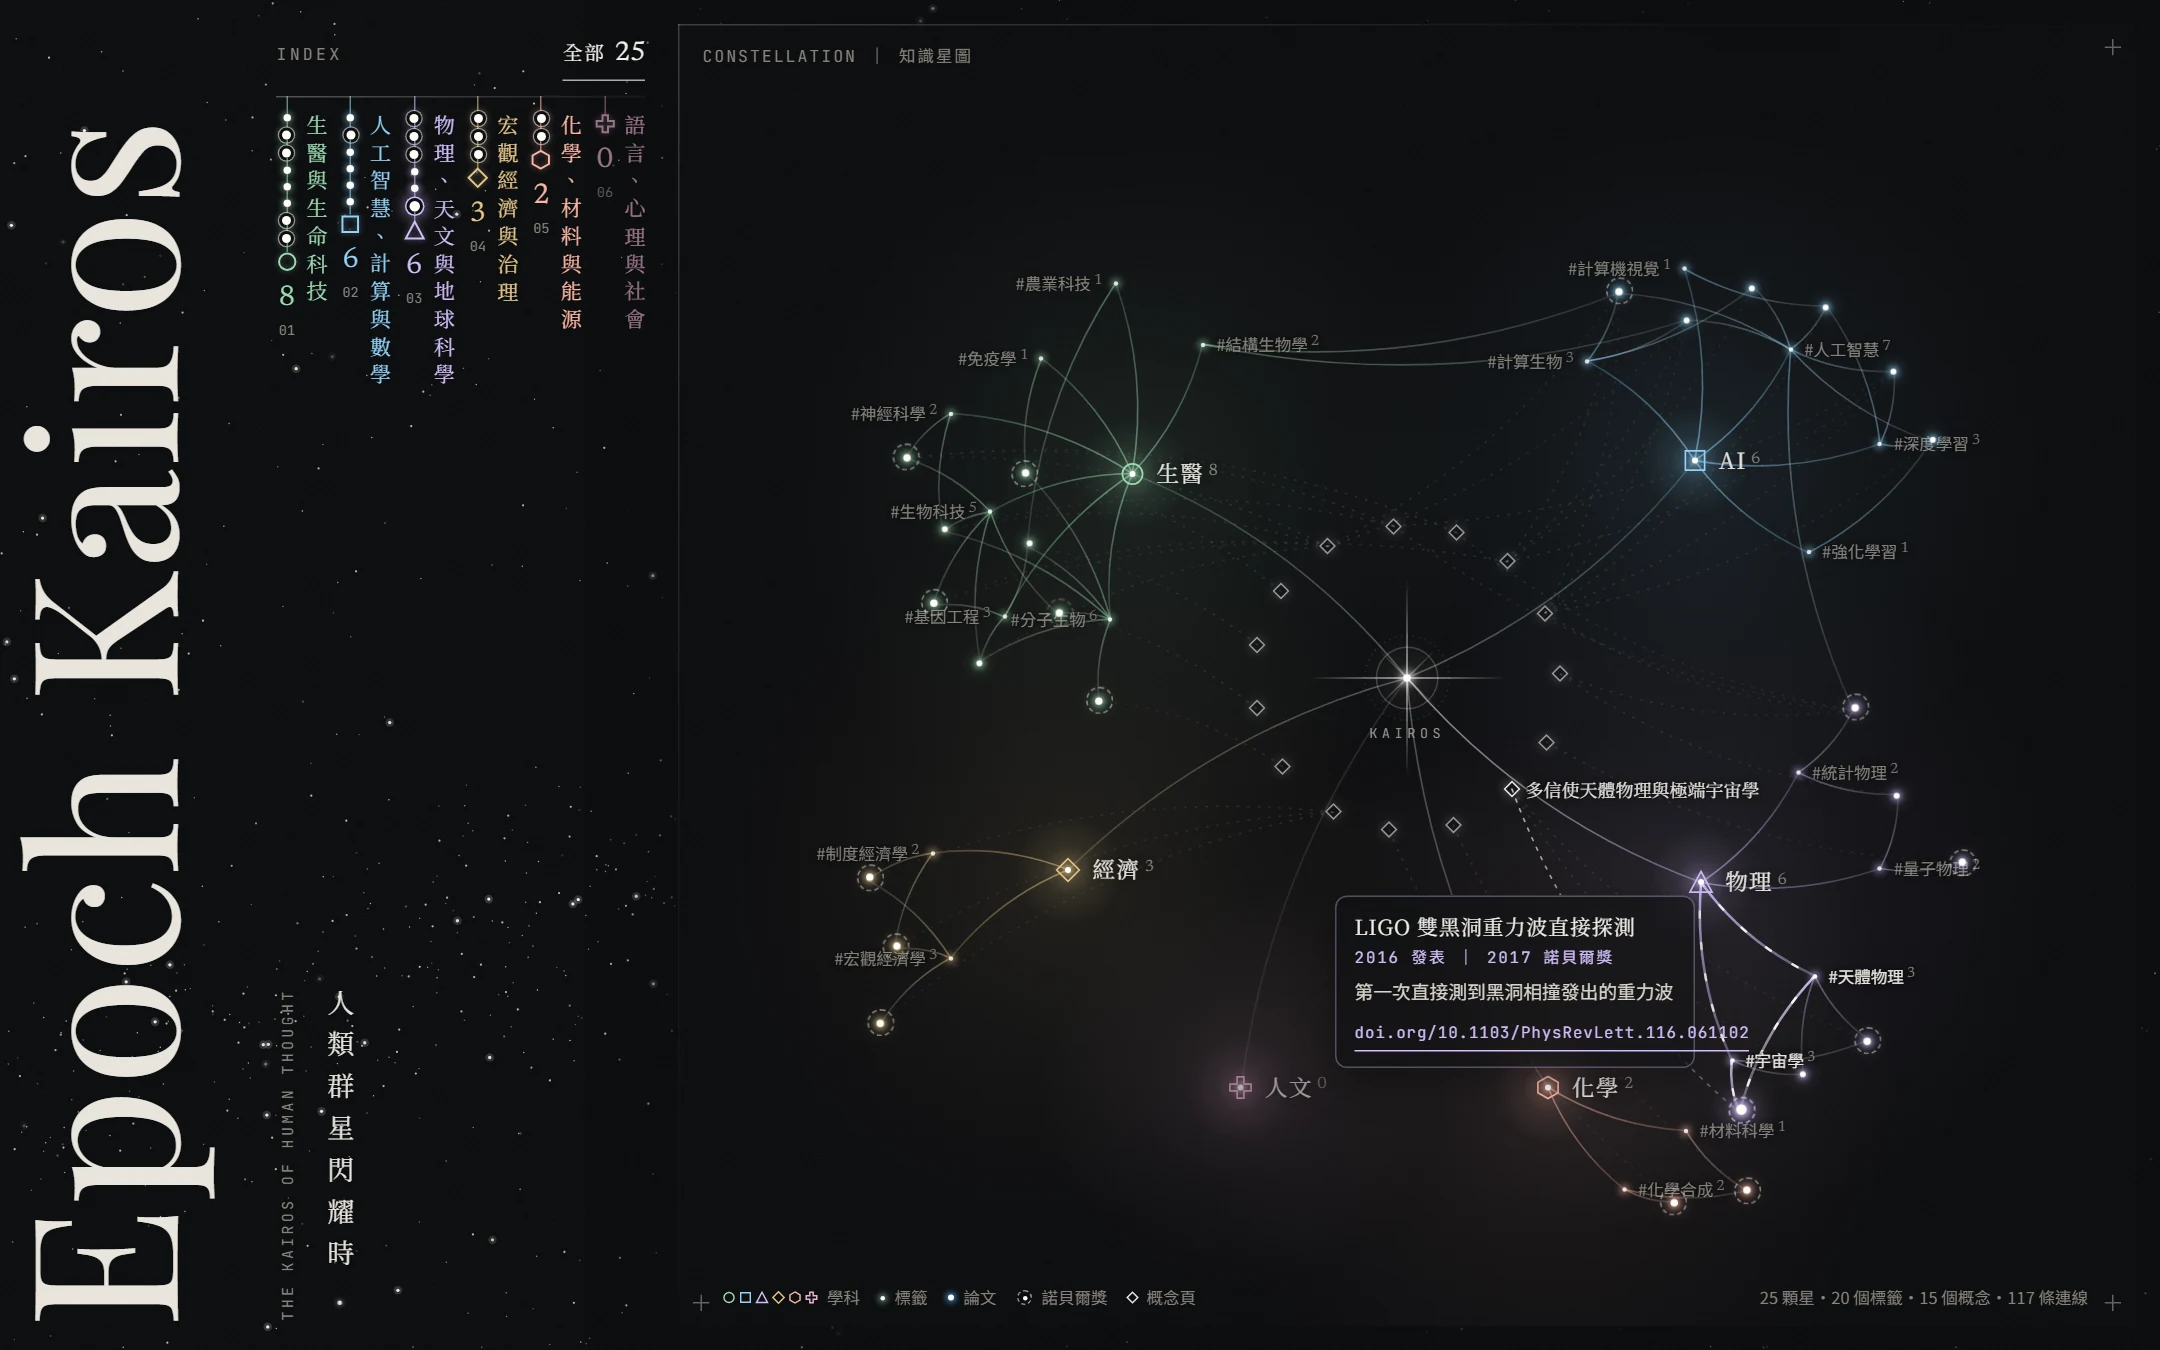 Epoch Kairos
THE KAIROS OF HUMAN THOUGHT
人類群星閃耀時
INDEX
全部 25
生醫與生命科技
8
01
人工智慧、計算與數學
6
02
物理、天文與地球科學
6
03
宏觀經濟與治理
3
04
化學、材料與能源
2
05
語言、心理與社會
0
06
CONSTELLATION | 知識星圖
#計算機視覺 1
#農業科技 1
#結構生物學 2
#人工智慧 7
#免疫學 1
#計算生物 3
#神經科學 2
#深度學習 3
AI 6
生醫 8
#生物科技 5
#強化學習 1
#基因工程 3
#分子生物 6
KAIROS
#統計物理 2
多信使天體物理與極端宇宙學
#制度經濟學 2
經濟 3
#量子物理 2
物理 6
LIGO 雙黑洞重力波直接探測
2016 發表 | 2017 諾貝爾獎
第一次直接測到黑洞相撞發出的重力波
doi.org/10.1103/PhysRevLett.116.061102
#宏觀經濟學 3
#天體物理 3
#宇宙學 3
人文 0
化學 2
#材料科學 1
#化學合成 2
學科 標籤 論文 諾貝爾獎 概念頁
25 顆星・20 個標籤・15 個概念・117 條連線